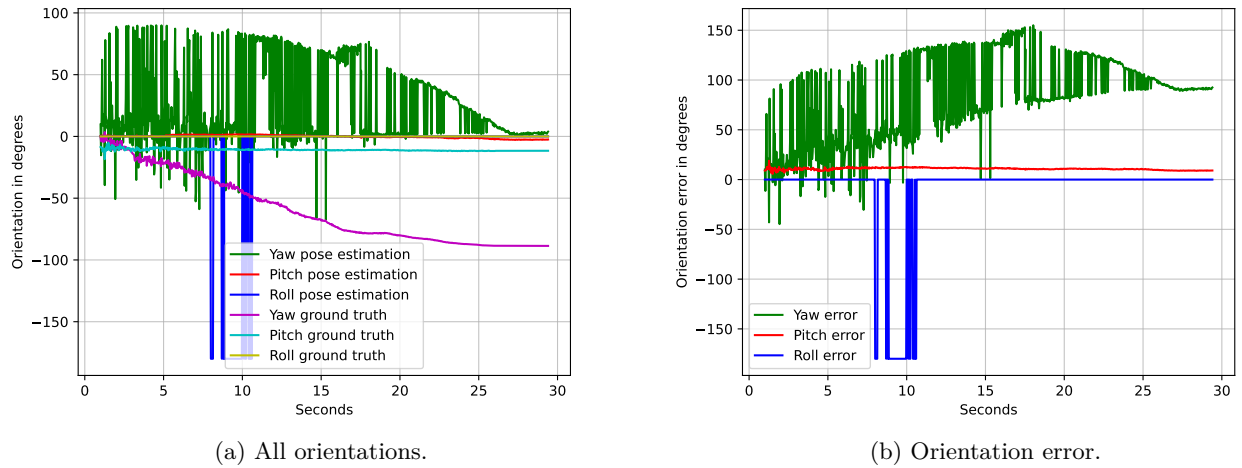 100
50
0
−50
−100
−150
0
5
10
15
20
25
30
Orientation in degrees
Seconds
Yaw pose estimation
Pitch pose estimation
Roll pose estimation
Yaw ground truth
Pitch ground truth
Roll ground truth
(a) All orientations.
150
100
50
0
−50
−100
−150
0
5
10
15
20
25
30
Orientation error in degrees
Seconds
Yaw error
Pitch error
Roll error
(b) Orientation error.